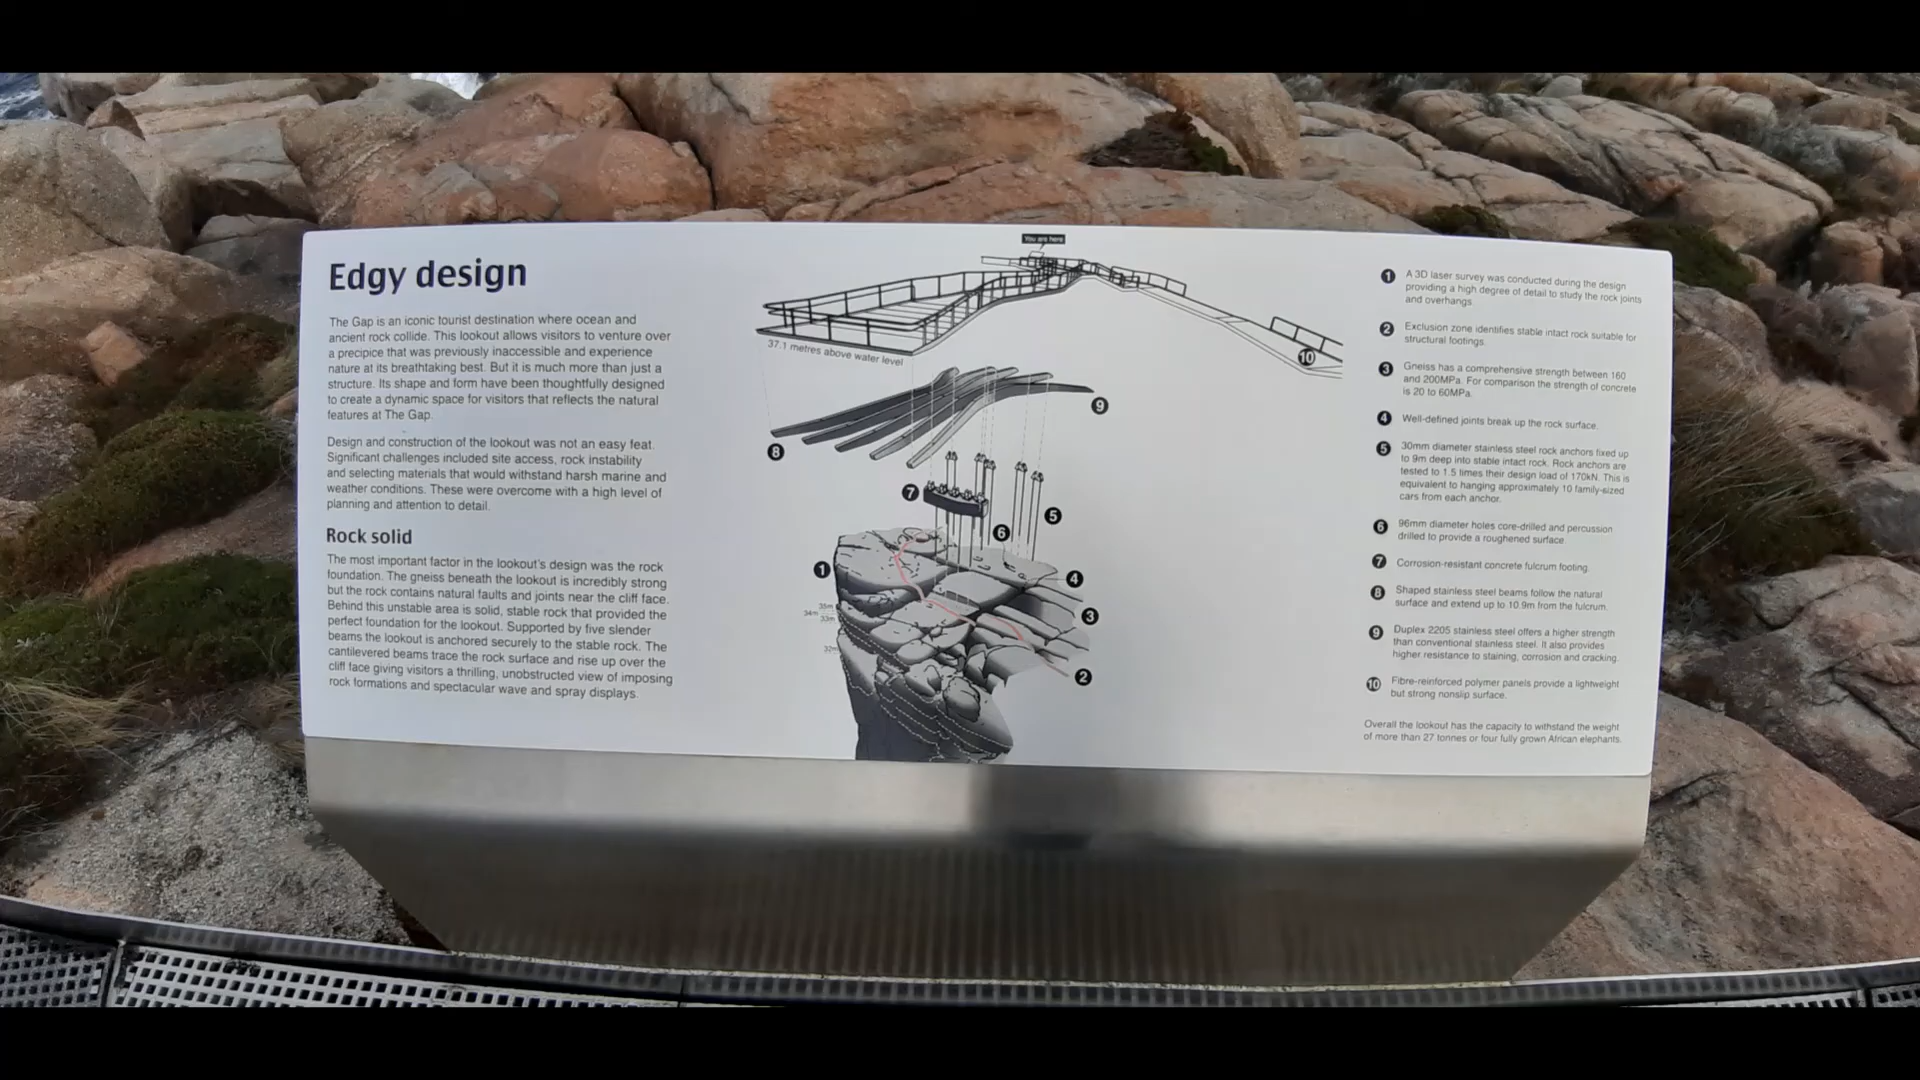 Edgy design
The Gap is an iconic tourist destination where ocean and
ancient rock collide. This lookout allows visitors to venture over
a precipice that was previously inaccessible and experience
nature at its breathtaking best. But it is much more than just a
structure. Its shape and form have been thoughtfully designed
to create a dynamic space for visitors that reflects the natural
features at The Gap.
Design and construction of the lookout was not an easy feat.
Significant challenges included site access, rock instability
and selecting materials that would withstand harsh marine and
weather conditions. These were overcome with a high level of
planning and attention to detail.
Rock solid
The most important factor in the lookout's design was the rock
foundation. The gneiss beneath the lookout is incredibly strong
but the rock contains natural faults and joints near the cliff face.
Behind this unstable area is solid, stable rock that provided the
perfect foundation for the lookout. Supported by five slender
beams the lookout is anchored securely to the stable rock. The
cantilevered beams trace the rock surface and rise up over the
cliff face giving visitors a thrilling, unobstructed view of imposing
rock formations and spectacular wave and spray displays.
You are here
37.1 metres above water level
10
9
8
7
5
6
1
4
3
35m
34m
33m
32m
2
1 A 3D laser survey was conducted during the design
providing a high degree of detail to study the rock joints
and overhangs.
2 Exclusion zone identifies stable intact rock suitable for
structural footings.
3 Gneiss has a comprehensive strength between 160
and 200MPa. For comparison the strength of concrete
is 20 to 60MPa.
4 Well-defined joints break up the rock surface.
5 30mm diameter stainless steel rock anchors fixed up
to 9m deep into stable intact rock. Rock anchors are
tested to 1.5 times their design load of 170kN. This is
equivalent to hanging approximately 10 family-sized
cars from each anchor.
6 96mm diameter holes core-drilled and percussion
drilled to provide a roughened surface.
7 Corrosion-resistant concrete fulcrum footing.
8 Shaped stainless steel beams follow the natural
surface and extend up to 10.9m from the fulcrum.
9 Duplex 2205 stainless steel offers a higher strength
than conventional stainless steel. It also provides
higher resistance to staining, corrosion and cracking.
10 Fibre-reinforced polymer panels provide a lightweight
but strong nonslip surface.
Overall the lookout has the capacity to withstand the weight
of more than 27 tonnes or four fully grown African elephants.